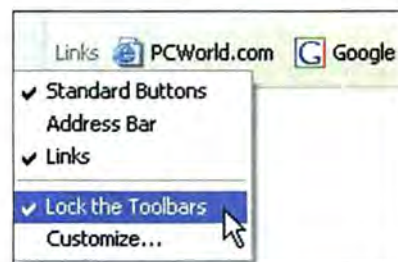 Links PCWorld.com G Google
✔ Standard Buttons
Address Bar
✔ Links
✔ Lock the Toolbars
Customize...